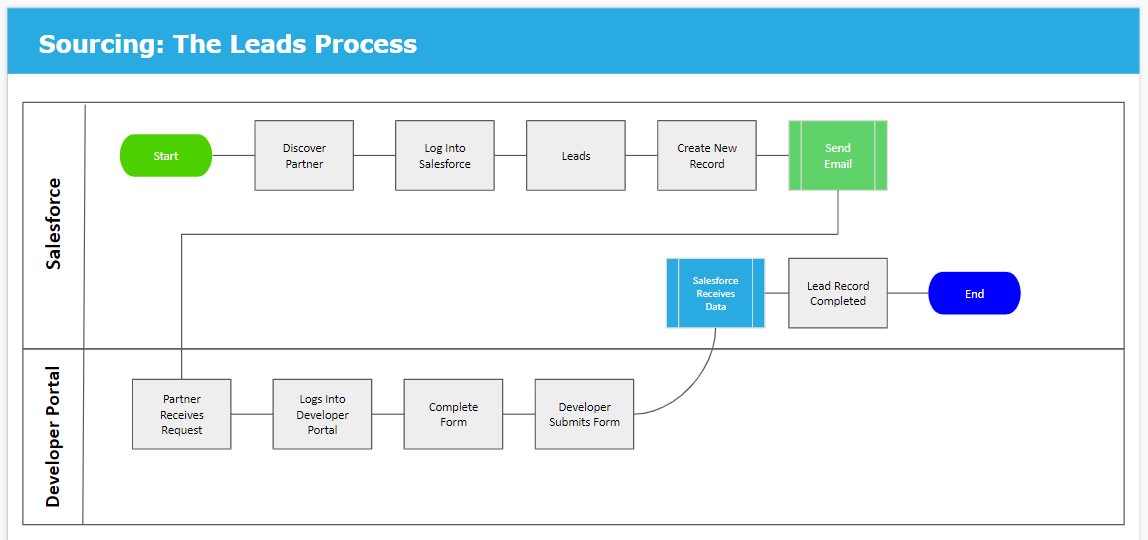 Sourcing: The Leads Process
Salesforce
Start
Discover
Partner
Log Into
Salesforce
Leads
Create New
Record
Send
Email
Salesforce
Receives
Data
Lead Record
Completed
End
Developer Portal
Partner
Receives
Request
Logs Into
Developer
Portal
Complete
Form
Developer
Submits Form